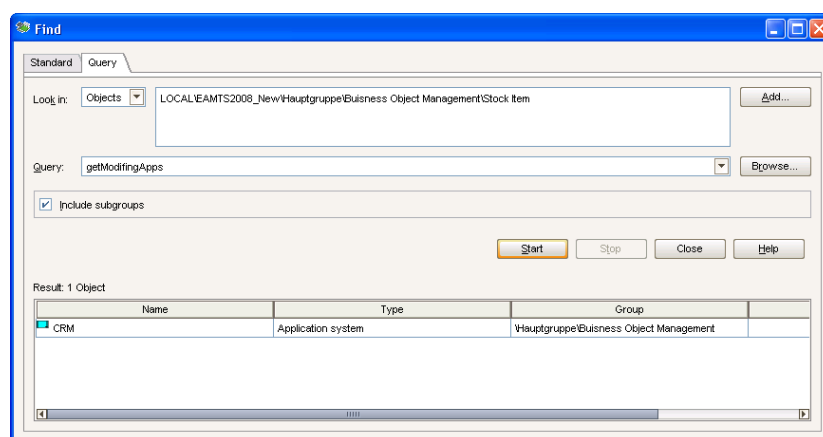 Find
Standard Query
Look in: Objects LOCAL\EAMTS2008_New\Hauptgruppe\Buisness Object Management\Stock Item Add...
Query: getModifingApps Browse...
Include subgroups
Start Stop Close Help
Result: 1 Object
Name Type Group
CRM Application system \Hauptgruppe\Buisness Object Management